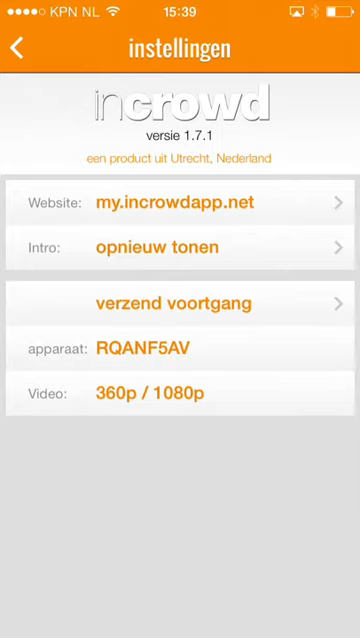 KPN NL 15:39
instellingen
incrowd
versie 1.7.1
een product uit Utrecht, Nederland
Website: my.incrowdapp.net
Intro: opnieuw tonen
verzend voortgang
apparaat: RQANF5AV
Video: 360p / 1080p